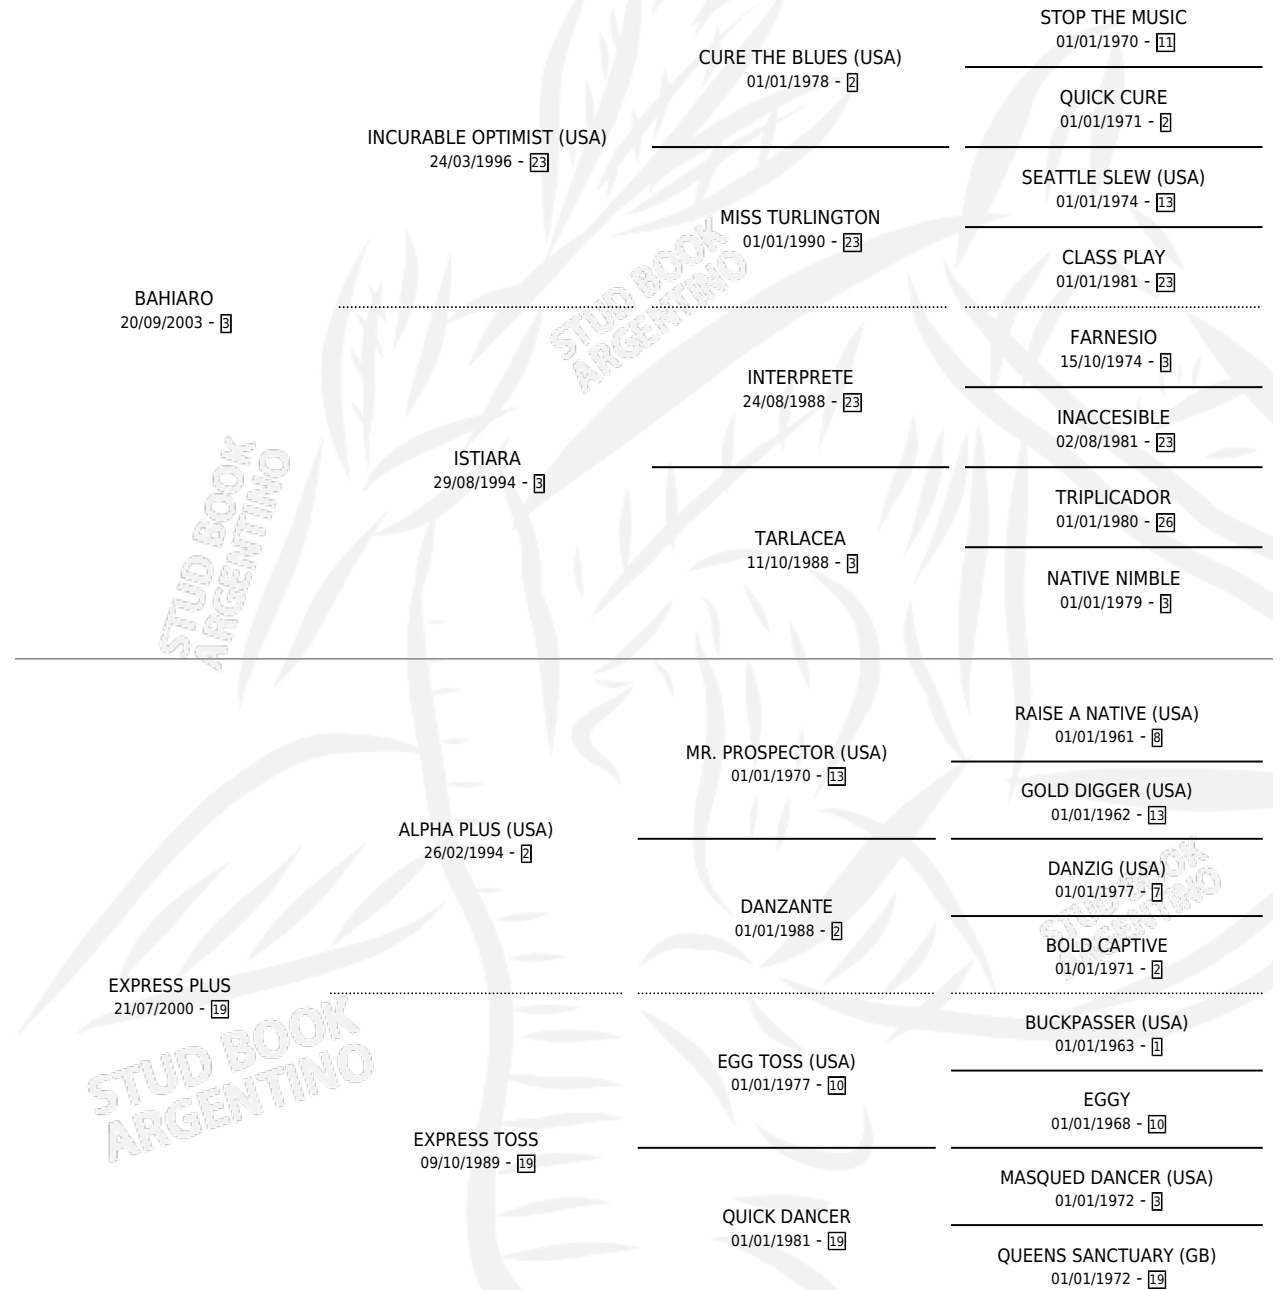 STOP THE MUSIC
01/01/1970 - 11
CURE THE BLUES (USA)
01/01/1978 - 2
QUICK CURE
01/01/1971 - 2
INCURABLE OPTIMIST (USA)
24/03/1996 - 23
SEATTLE SLEW (USA)
01/01/1974 - 13
MISS TURLINGTON
01/01/1990 - 23
CLASS PLAY
01/01/1981 - 23
BAHIARO
20/09/2003 - 3
FARNESIO
15/10/1974 - 3
INTERPRETE
24/08/1988 - 23
INACCESIBLE
02/08/1981 - 23
ISTIARA
29/08/1994 - 3
TRIPLICADOR
01/01/1980 - 26
TARLACEA
11/10/1988 - 3
NATIVE NIMBLE
01/01/1979 - 3
RAISE A NATIVE (USA)
01/01/1961 - 8
MR. PROSPECTOR (USA)
01/01/1970 - 13
GOLD DIGGER (USA)
01/01/1962 - 13
ALPHA PLUS (USA)
26/02/1994 - 2
DANZIG (USA)
01/01/1977 - 7
DANZANTE
01/01/1988 - 2
BOLD CAPTIVE
01/01/1971 - 2
EXPRESS PLUS
21/07/2000 - 19
BUCKPASSER (USA)
01/01/1963 - 1
EGG TOSS (USA)
01/01/1977 - 10
EGGY
01/01/1968 - 10
EXPRESS TOSS
09/10/1989 - 19
MASQUED DANCER (USA)
01/01/1972 - 3
QUICK DANCER
01/01/1981 - 19
QUEENS SANCTUARY (GB)
01/01/1972 - 19
STUD BOOK
ARGENTINO
STUD BOOK
ARGENTINO
STUD BOOK
ARGENTINO
STUD BOOK
ARGENTINO